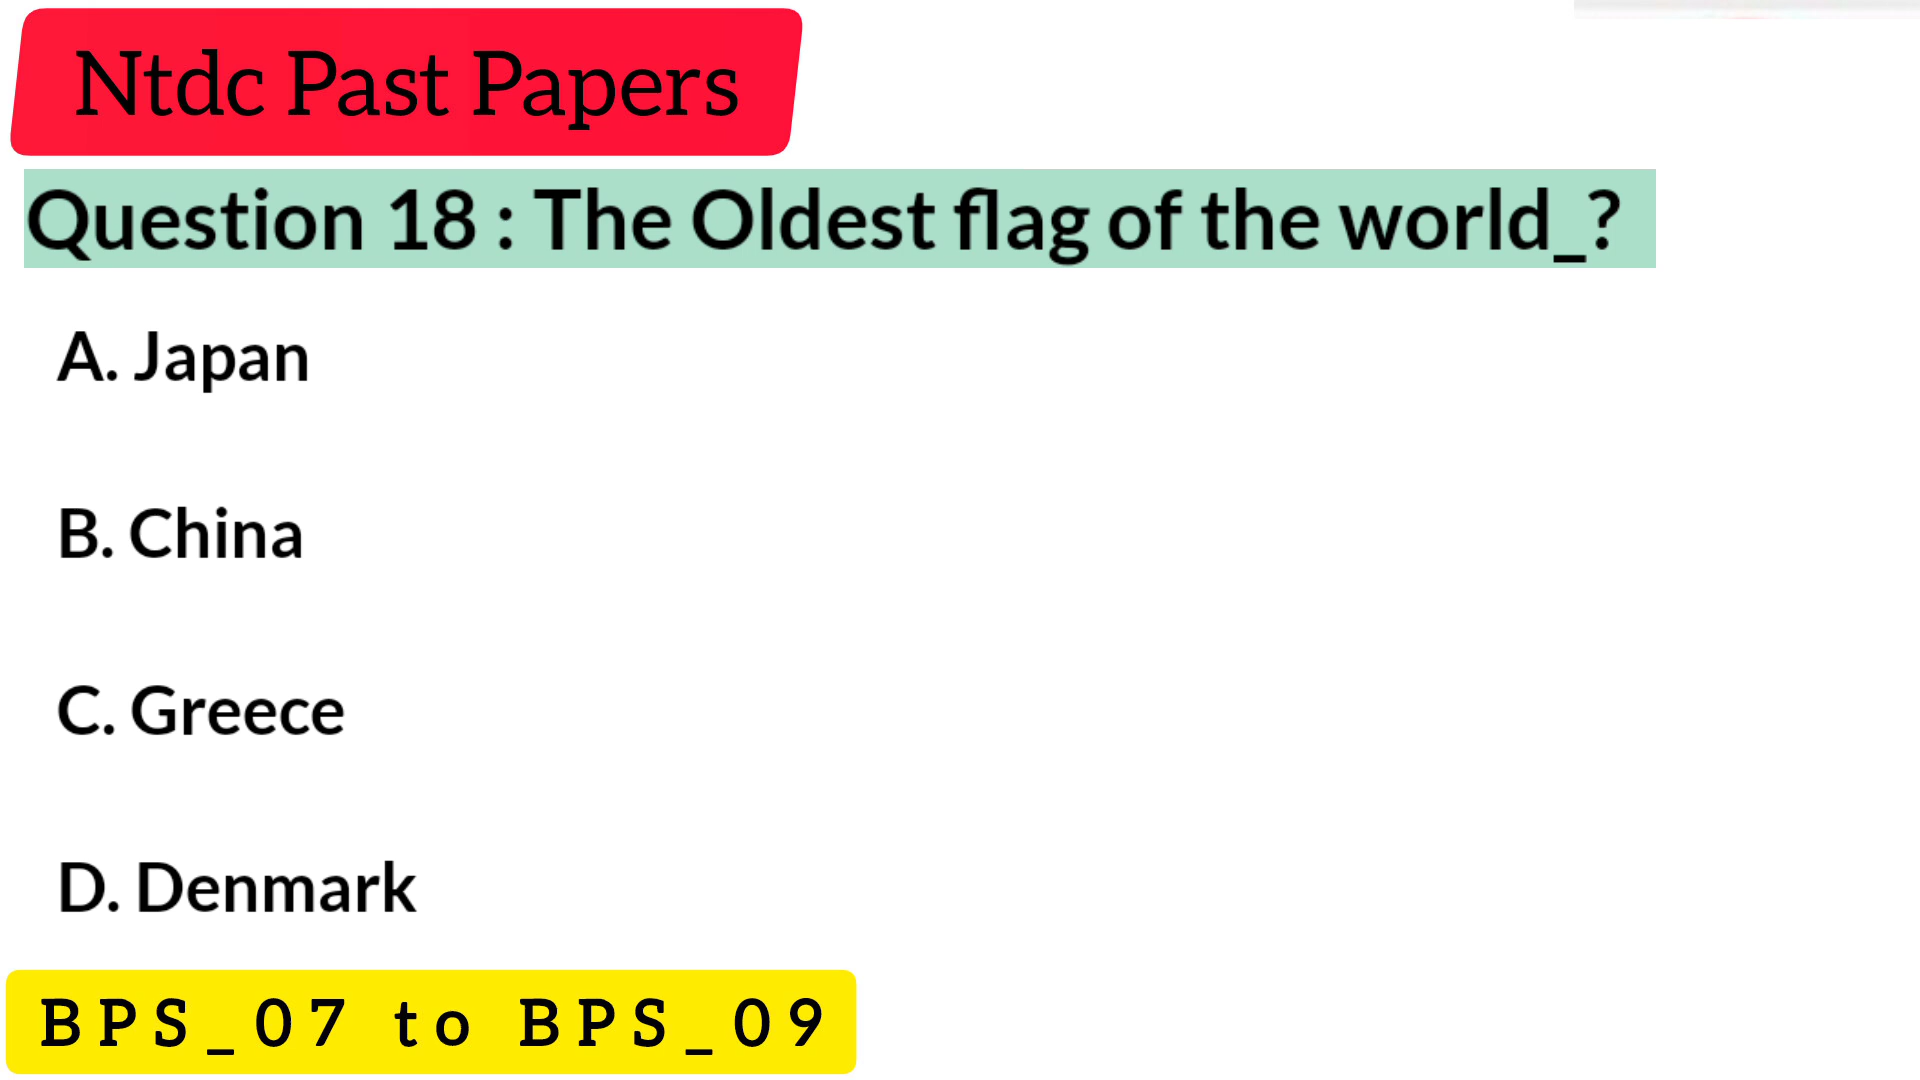 Ntdc Past Papers
Question 18 : The Oldest flag of the world_?
A. Japan
B. China
C. Greece
D. Denmark
BPS_07 to BPS_09